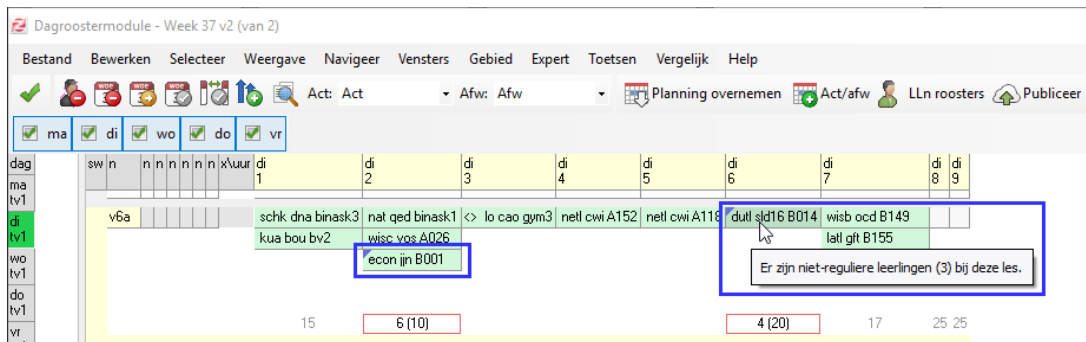 Dagroostermodule - Week 37 v2 (van 2)
Bestand Bewerken Selecteer Weergave Navigeer Vensters Gebied Expert Toetsen Vergelijk Help
Act: Act Afw: Afw Planning overnemen Act/afw LLn roosters Publiceer
ma di wo do vr
dag sw n n n n n n n x\uur di di di di di di di di di
1 2 3 4 5 6 7 8 9
ma
tv1
di
tv1
v6a schk dna binask3 nat qed binask1 <> lo cao gym3 netl cwi A152 netl cwi A118 dutl sld16 B014 wisb ocd B149
kua bou bv2 wisc vos A026 latl gft B155
econ jjn B001
wo
tv1
Er zijn niet-reguliere leerlingen (3) bij deze les.
do
tv1
15 6 (10) 4 (20) 17 25 25
vr